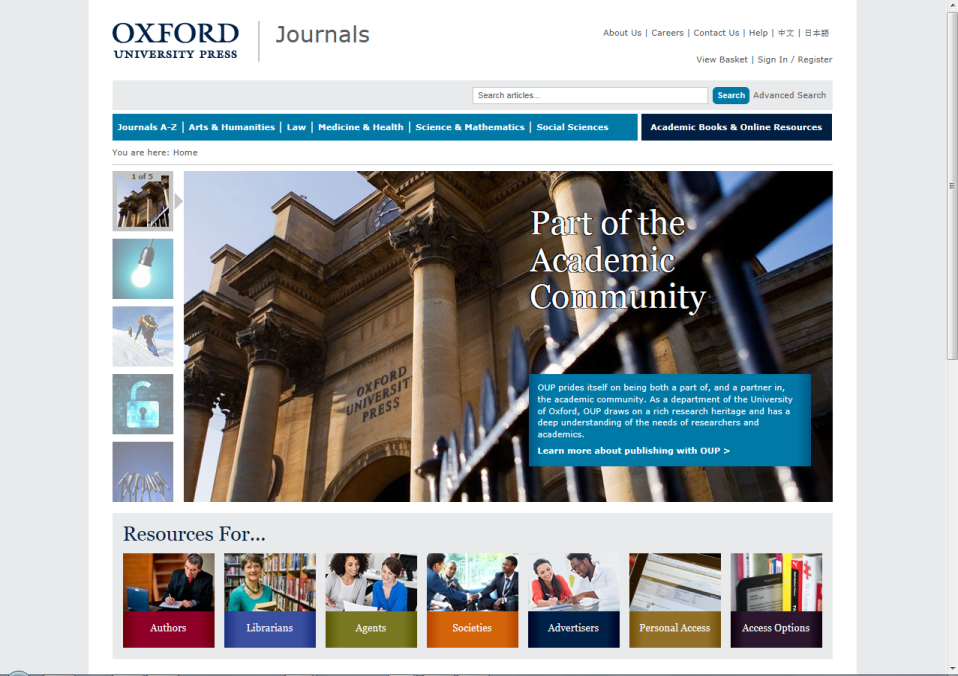 OXFORD
UNIVERSITY PRESS
Journals
About Us | Careers | Contact Us | Help | 中文 | 日本語
View Basket | Sign In / Register
Search articles...
Search
Advanced Search
Journals A-Z | Arts & Humanities | Law | Medicine & Health | Science & Mathematics | Social Sciences
Academic Books & Online Resources
You are here: Home
1 of 5
Part of the
Academic
Community
OXFORD
UNIVERSITY
PRESS
OUP prides itself on being both a part of, and a partner in,
the academic community. As a department of the University
of Oxford, OUP draws on a rich research heritage and has a
deep understanding of the needs of researchers and
academics.
Learn more about publishing with OUP >
Resources For...
Authors
Librarians
Agents
Societies
Advertisers
Personal Access
Access Options